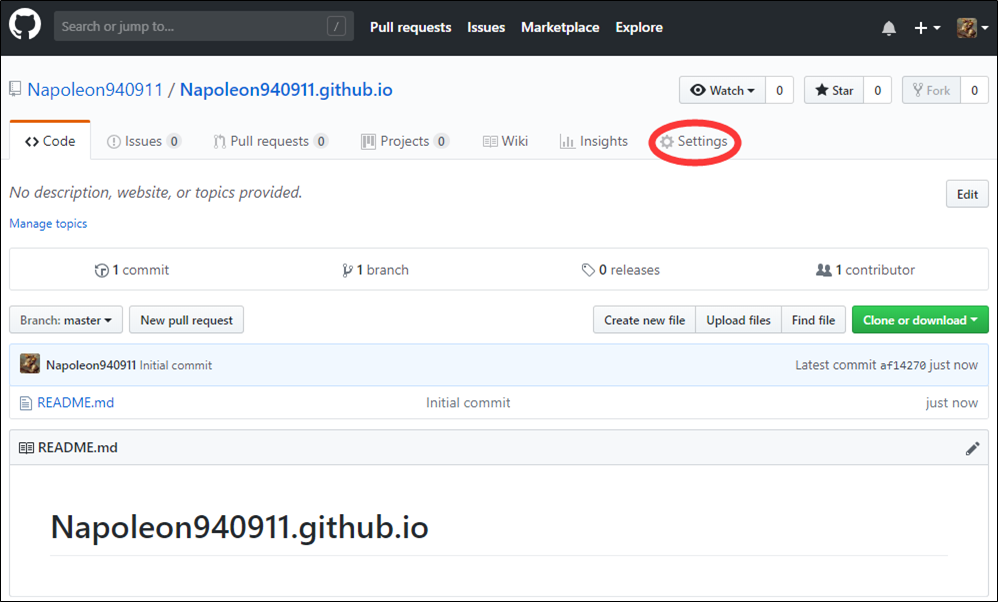 Search or jump to... / Pull requests Issues Marketplace Explore
Napoleon940911 / Napoleon940911.github.io Watch 0 Star 0 Fork 0
Code Issues 0 Pull requests 0 Projects 0 Wiki Insights Settings
No description, website, or topics provided. Edit
Manage topics
1 commit 1 branch 0 releases 1 contributor
Branch: master New pull request Create new file Upload files Find file Clone or download
Napoleon940911 Initial commit Latest commit af14270 just now
README.md Initial commit just now
README.md
Napoleon940911.github.io